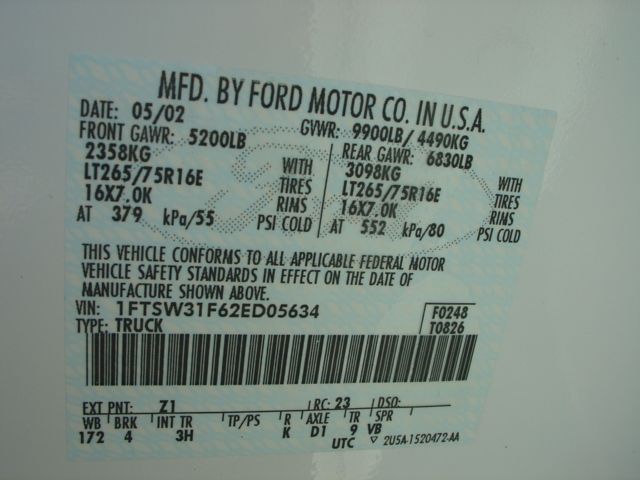 MFD. BY FORD MOTOR CO. IN U.S.A.
DATE: 05/02 GVWR: 9900LB/ 4490KG
FRONT GAWR: 5200LB REAR GAWR: 6830LB
2358KG WITH 3098KG WITH
LT265/75R16E TIRES LT265/75R16E TIRES
16X7.0K RIMS 16X7.0K RIMS
AT 379 kPa/55 PSI COLD AT 552 kPa/80 PSI COLD
THIS VEHICLE CONFORMS TO ALL APPLICABLE FEDERAL MOTOR
VEHICLE SAFETY STANDARDS IN EFFECT ON THE DATE OF
MANUFACTURE SHOWN ABOVE.
VIN: 1FTSW31F62ED05634 F0248
TYPE: TRUCK T0826
EXT PNT: Z1 RC: 23 DSO:
WB BRK INT TR TP/PS R AXLE TR SPR
172 4 3H K D1 9 VB
UTC ▽ 2U5A-1520472-AA